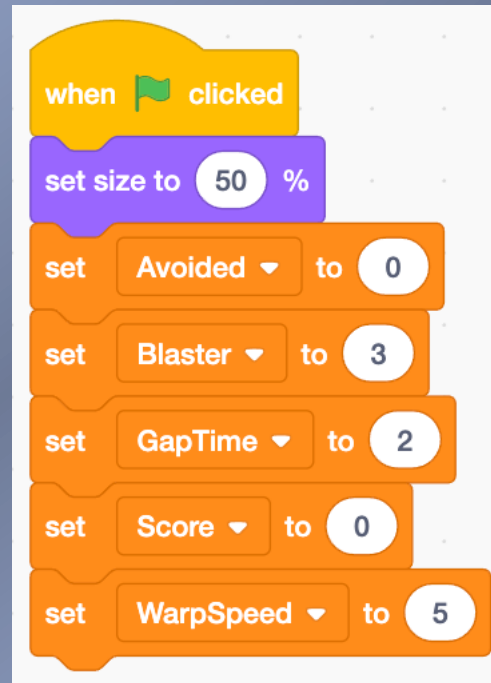 when clicked
set size to 50 %
set Avoided to 0
set Blaster to 3
set GapTime to 2
set Score to 0
set WarpSpeed to 5